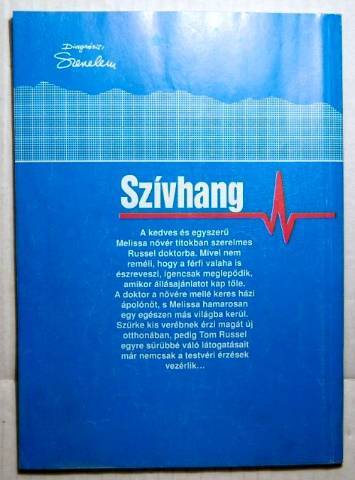 Diagnózis:
Szerelem
Szívhang
A kedves és egyszerű
Melissa nővér titokban szerelmes
Russel doktorba. Mivel nem
reméli, hogy a férfi valaha is
észreveszi, igencsak meglepődik,
amikor állásajánlatot kap tőle.
A doktor a nővére mellé keres házi
ápolónőt, s Melissa hamarosan
egy egészen más világba kerül.
Szürke kis verébnek érzi magát új
otthonában, pedig Tom Russel
egyre sűrűbbé váló látogatásait
már nemcsak a testvéri érzések
vezérlik...